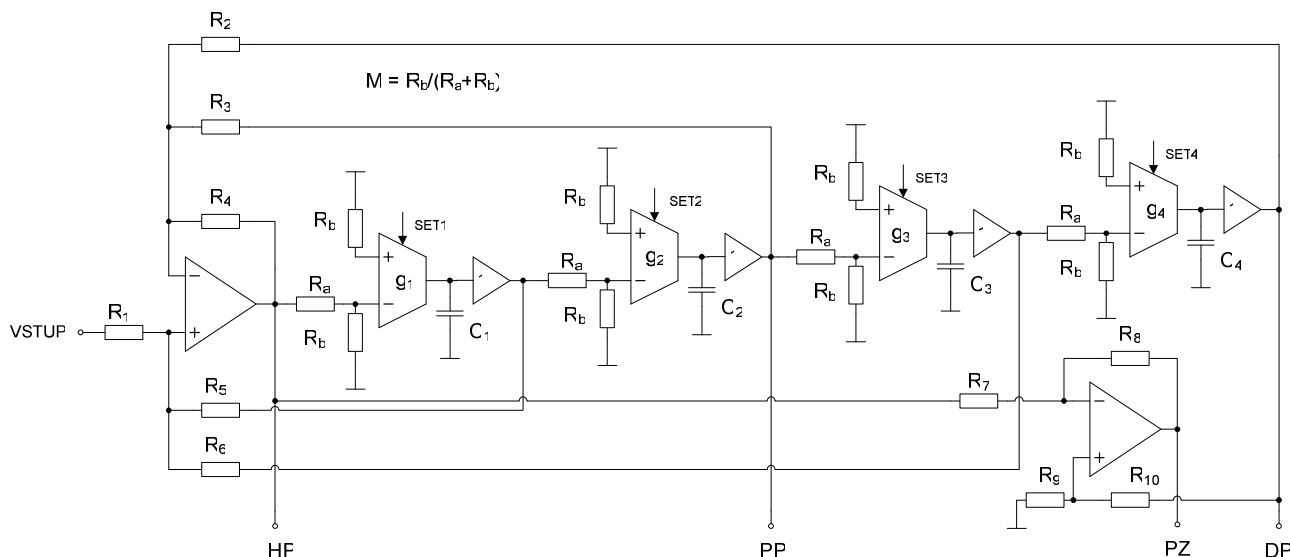 R2
M = Rb/(Ra+Rb)
R3
Rb
SET4
Rb
SET2
Rb
SET3
R4
Rb
SET1
Ra
g4
g3
Ra
g2
Ra
Rb
C4
g1
Ra
Rb
C3
R1
VSTUP
Rb
C2
Rb
C1
R8
R5
R7
R6
R9
R10
HP
PP
PZ
DP